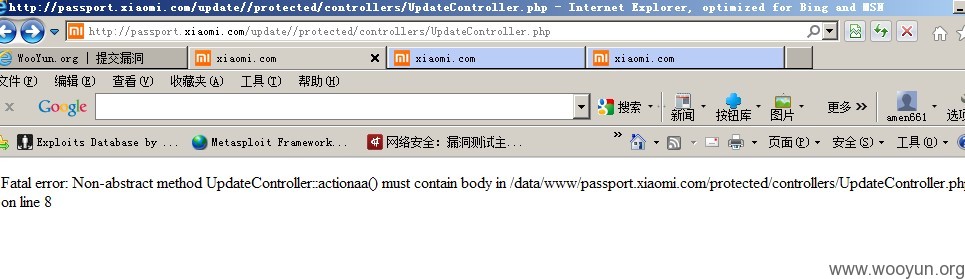 http://passport.xiaomi.com/update//protected/controllers/UpdateController.php - Internet Explorer, optimized for Bing and MSN
http://passport.xiaomi.com/update//protected/controllers/UpdateController.php
WooYun.org | 提交漏洞 xiaomi.com xiaomi.com xiaomi.com
文件(F) 编辑(E) 查看(V) 收藏夹(A) 工具(T) 帮助(H)
x Google 搜索 新闻 按钮库 图片 更多 » amen661 选项
Exploits Database by ... Metasploit Framework... 网络安全：漏洞测试主... » 页面(P) 安全(S) 工具(O)
Fatal error: Non-abstract method UpdateController::actionaa() must contain body in /data/www/passport.xiaomi.com/protected/controllers/UpdateController.php
on line 8
www.wooyun.org